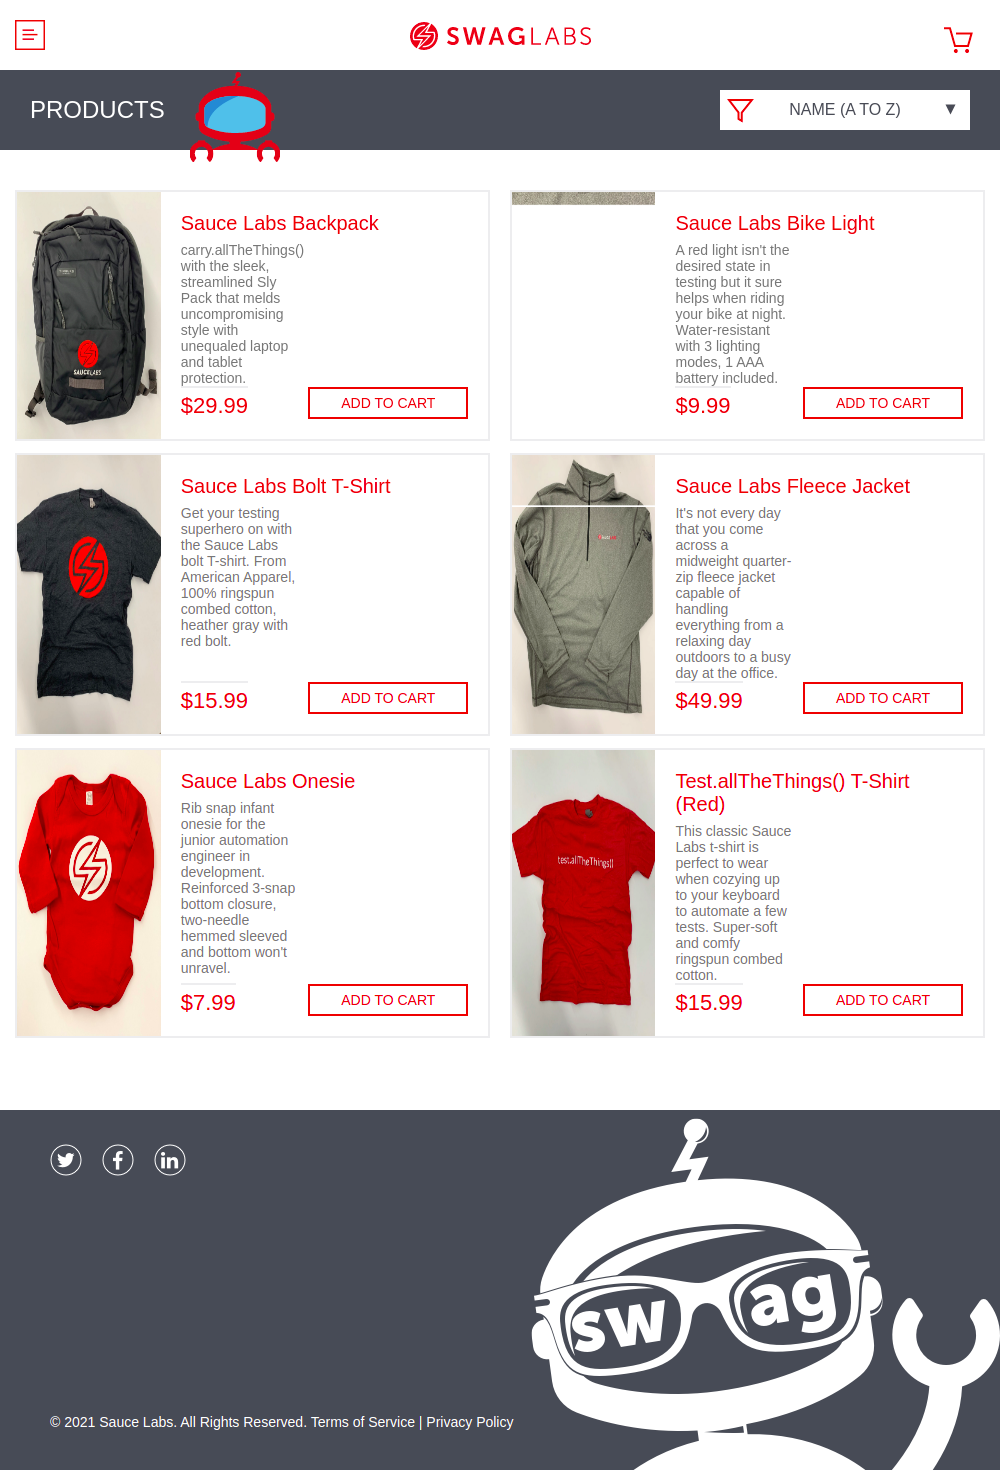 SWAGLABS
PRODUCTS
NAME (A TO Z)
Sauce Labs Backpack
carry.allTheThings()
with the sleek,
streamlined Sly
Pack that melds
uncompromising
style with
unequaled laptop
and tablet
protection.
$29.99
ADD TO CART
SAUCELABS
Sauce Labs Bike Light
A red light isn't the
desired state in
testing but it sure
helps when riding
your bike at night.
Water-resistant
with 3 lighting
modes, 1 AAA
battery included.
$9.99
ADD TO CART
Sauce Labs Bolt T-Shirt
Get your testing
superhero on with
the Sauce Labs
bolt T-shirt. From
American Apparel,
100% ringspun
combed cotton,
heather gray with
red bolt.
$15.99
ADD TO CART
Sauce Labs Fleece Jacket
It's not every day
that you come
across a
midweight quarter-
zip fleece jacket
capable of
handling
everything from a
relaxing day
outdoors to a busy
day at the office.
$49.99
ADD TO CART
Sauce Labs Onesie
Rib snap infant
onesie for the
junior automation
engineer in
development.
Reinforced 3-snap
bottom closure,
two-needle
hemmed sleeved
and bottom won't
unravel.
$7.99
ADD TO CART
test.allTheThings()
Test.allTheThings() T-Shirt
(Red)
This classic Sauce
Labs t-shirt is
perfect to wear
when cozying up
to your keyboard
to automate a few
tests. Super-soft
and comfy
ringspun combed
cotton.
$15.99
ADD TO CART
swag
© 2021 Sauce Labs. All Rights Reserved. Terms of Service | Privacy Policy